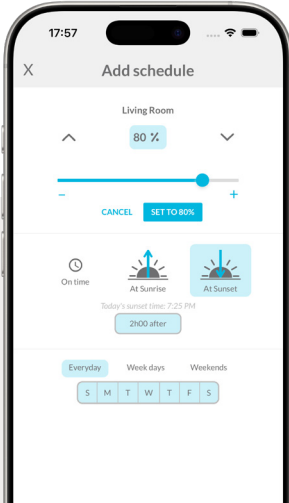 17:57
X Add schedule
Living Room
80 %
− +
CANCEL SET TO 80%
On time At Sunrise At Sunset
Today's sunset time: 7:25 PM
2h00 after
Everyday Week days Weekends
S M T W T F S